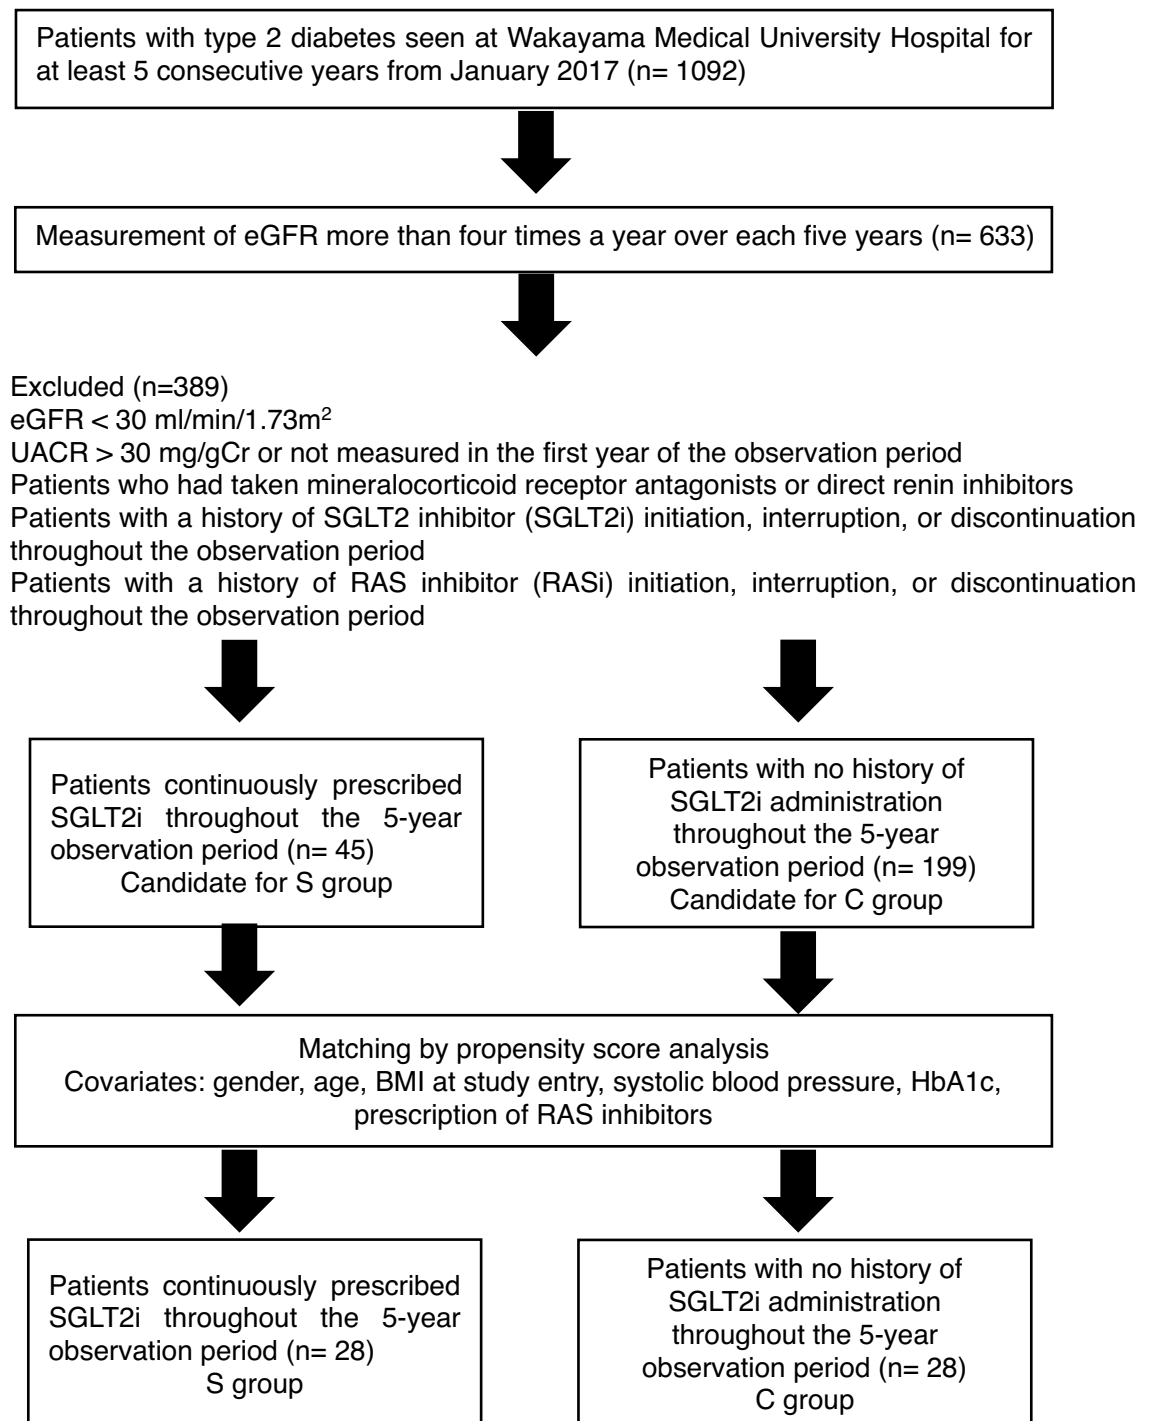 Patients with type 2 diabetes seen at Wakayama Medical University Hospital for
at least 5 consecutive years from January 2017 (n= 1092)
Measurement of eGFR more than four times a year over each five years (n= 633)
Excluded (n=389)
eGFR < 30 ml/min/1.73m²
UACR > 30 mg/gCr or not measured in the first year of the observation period
Patients who had taken mineralocorticoid receptor antagonists or direct renin inhibitors
Patients with a history of SGLT2 inhibitor (SGLT2i) initiation, interruption, or discontinuation
throughout the observation period
Patients with a history of RAS inhibitor (RASi) initiation, interruption, or discontinuation
throughout the observation period
Patients continuously prescribed
SGLT2i throughout the 5-year
observation period (n= 45)
Candidate for S group
Patients with no history of
SGLT2i administration
throughout the 5-year
observation period (n= 199)
Candidate for C group
Matching by propensity score analysis
Covariates: gender, age, BMI at study entry, systolic blood pressure, HbA1c,
prescription of RAS inhibitors
Patients continuously prescribed
SGLT2i throughout the 5-year
observation period (n= 28)
S group
Patients with no history of
SGLT2i administration
throughout the 5-year
observation period (n= 28)
C group